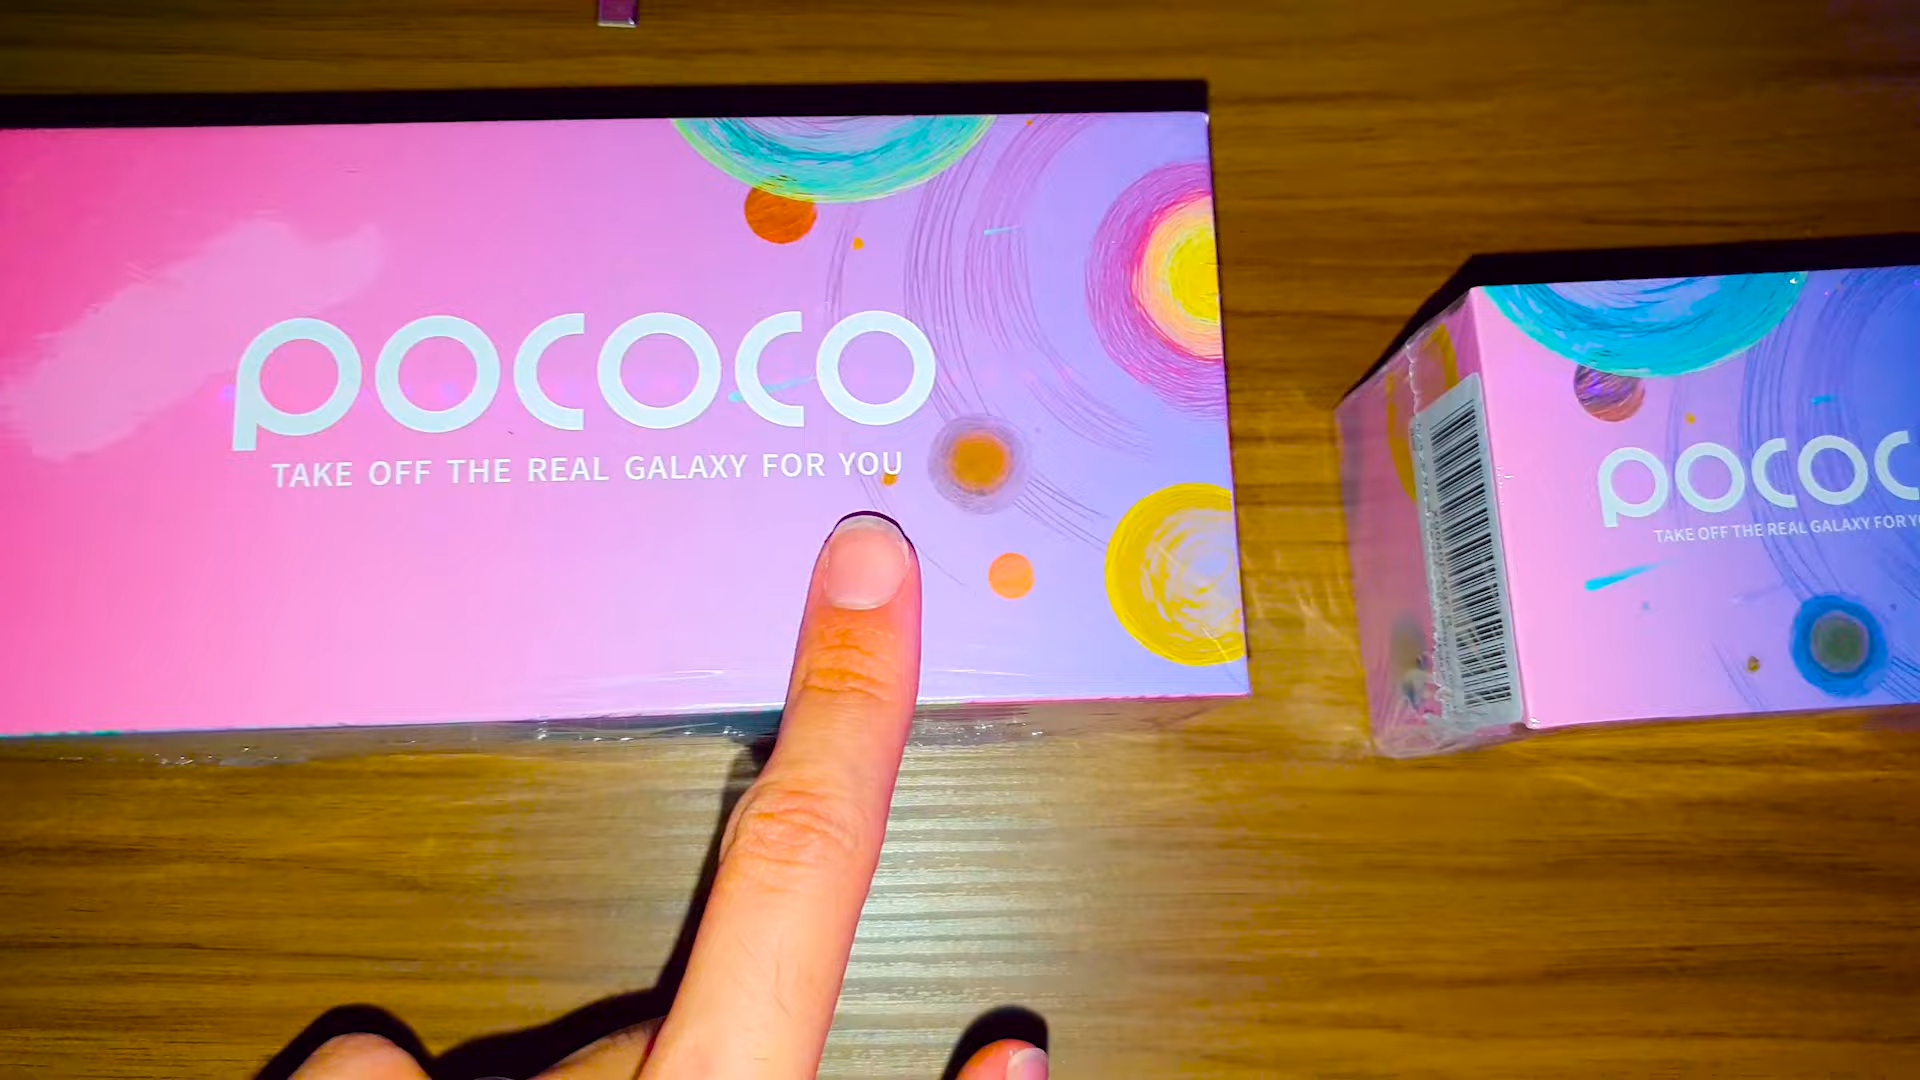 pococo
TAKE OFF THE REAL GALAXY FOR YOU
pococ
TAKE OFF THE REAL GALAXY FOR